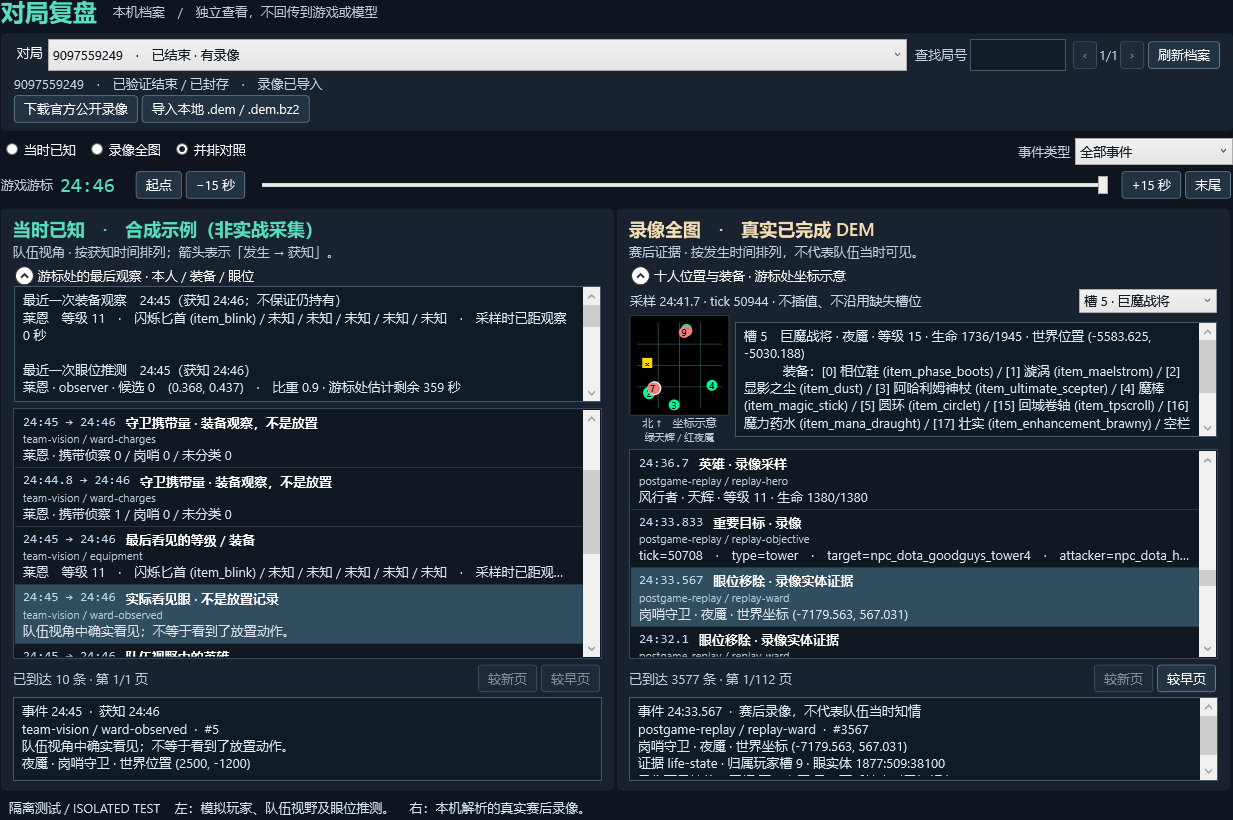 对局复盘 本机档案 / 独立查看，不回传到游戏或模型
对局 9097559249 · 已结束 · 有录像 查找局号 ‹ 1/1 › 刷新档案
9097559249 · 已验证结束 / 已封存 · 录像已导入
下载官方公开录像 导入本地 .dem / .dem.bz2
当时已知 录像全图 并排对照 事件类型 全部事件
游戏游标 24:46 起点 −15 秒 +15 秒 末尾
当时已知 · 合成示例（非实战采集）
队伍视角 · 按获知时间排列；箭头表示「发生 → 获知」。
游标处的最后观察 · 本人 / 装备 / 眼位
最近一次装备观察 24:45（获知 24:46；不保证仍持有）
莱恩 等级 11 · 闪烁匕首 (item_blink) / 未知 / 未知 / 未知 / 未知 / 未知 · 采样时已距观察
0 秒
最近一次眼位推测 24:45（获知 24:46）
莱恩 · observer · 候选 0 (0.368, 0.437) · 比重 0.9 · 游标处估计剩余 359 秒
24:45 → 24:46 守卫携带量 · 装备观察，不是放置
team-vision / ward-charges
莱恩 · 携带侦察 0 / 岗哨 0 / 未分类 0
24:44.8 → 24:46 守卫携带量 · 装备观察，不是放置
team-vision / ward-charges
莱恩 · 携带侦察 1 / 岗哨 0 / 未分类 0
24:45 → 24:46 最后看见的等级 / 装备
team-vision / equipment
莱恩 等级 11 · 闪烁匕首 (item_blink) / 未知 / 未知 / 未知 / 未知 / 未知 · 采样时已距观...
24:45 → 24:46 实际看见眼 · 不是放置记录
team-vision / ward-observed
队伍视角中确实看见；不等于看到了放置动作。
24:45 → 24:46 队伍视野中的英雄
已到达 10 条 · 第 1/1 页 较新页 较早页
事件 24:45 · 获知 24:46
team-vision / ward-observed · #5
队伍视角中确实看见；不等于看到了放置动作。
夜魇 · 岗哨守卫 · 世界位置 (2500, -1200)
录像全图 · 真实已完成 DEM
赛后证据 · 按发生时间排列，不代表队伍当时可见。
十人位置与装备 · 游标处坐标示意
采样 24:41.7 · tick 50944 · 不插值、不沿用缺失槽位 槽 5 · 巨魔战将
9
×
7
2
4
3
北 ↑ 坐标示意
绿天辉 / 红夜魇
槽 5 巨魔战将 · 夜魇 · 等级 15 · 生命 1736/1945 · 世界位置 (-5583.625,
-5030.188)
装备：[0] 相位鞋 (item_phase_boots) / [1] 漩涡 (item_maelstrom) / [2]
显影之尘 (item_dust) / [3] 阿哈利姆神杖 (item_ultimate_scepter) / [4] 魔棒
(item_magic_stick) / [5] 圆环 (item_circlet) / [15] 回城卷轴 (item_tpscroll) / [16]
魔力药水 (item_mana_draught) / [17] 壮实 (item_enhancement_brawny) / 空栏
24:36.7 英雄 · 录像采样
postgame-replay / replay-hero
风行者 · 天辉 · 等级 11 · 生命 1380/1380
24:33.833 重要目标 · 录像
postgame-replay / replay-objective
tick=50708 · type=tower · target=npc_dota_goodguys_tower4 · attacker=npc_dota_h...
24:33.567 眼位移除 · 录像实体证据
postgame-replay / replay-ward
岗哨守卫 · 夜魇 · 世界坐标 (-7179.563, 567.031)
24:32.1 眼位移除 · 录像实体证据
postgame-replay / replay-ward
已到达 3577 条 · 第 1/112 页 较新页 较早页
事件 24:33.567 · 赛后录像，不代表队伍当时知情
postgame-replay / replay-ward · #3567
岗哨守卫 · 夜魇 · 世界坐标 (-7179.563, 567.031)
证据 life-state · 归属玩家槽 9 · 眼实体 1877:509:38100
隔离测试 / ISOLATED TEST 左：模拟玩家、队伍视野及眼位推测。 右：本机解析的真实赛后录像。